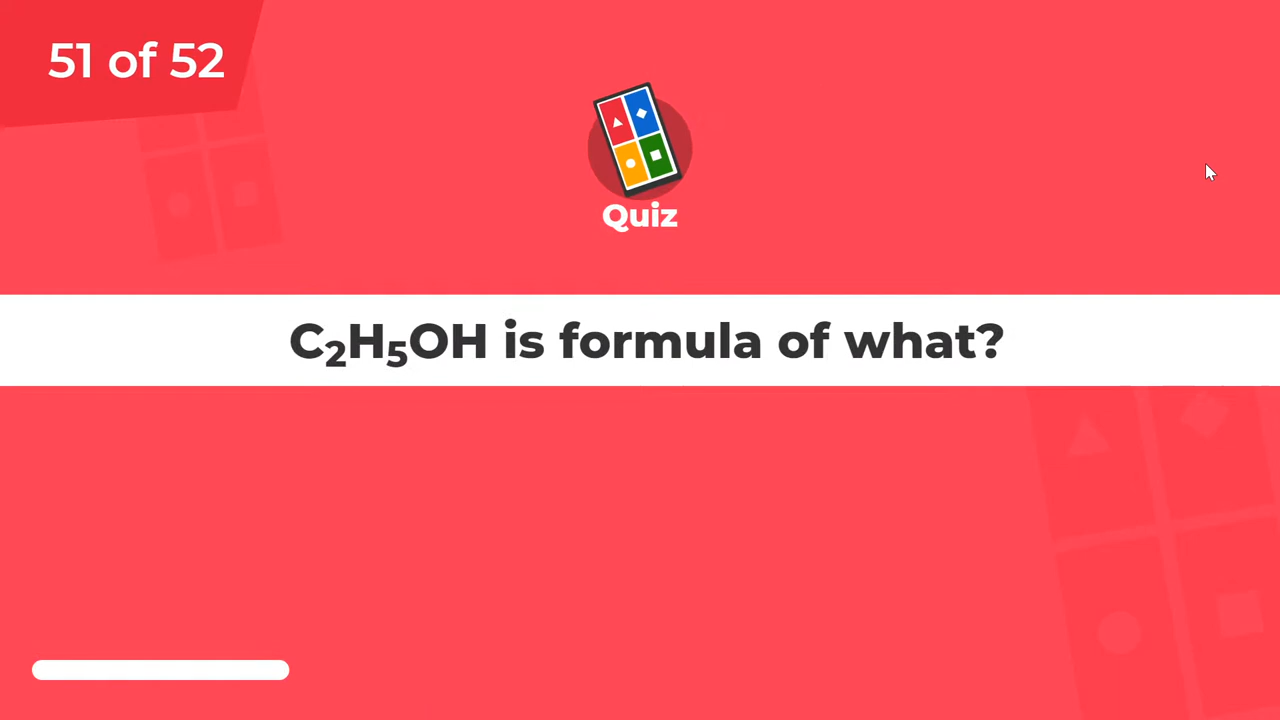 51 of 52
Quiz
C₂H₅OH is formula of what?